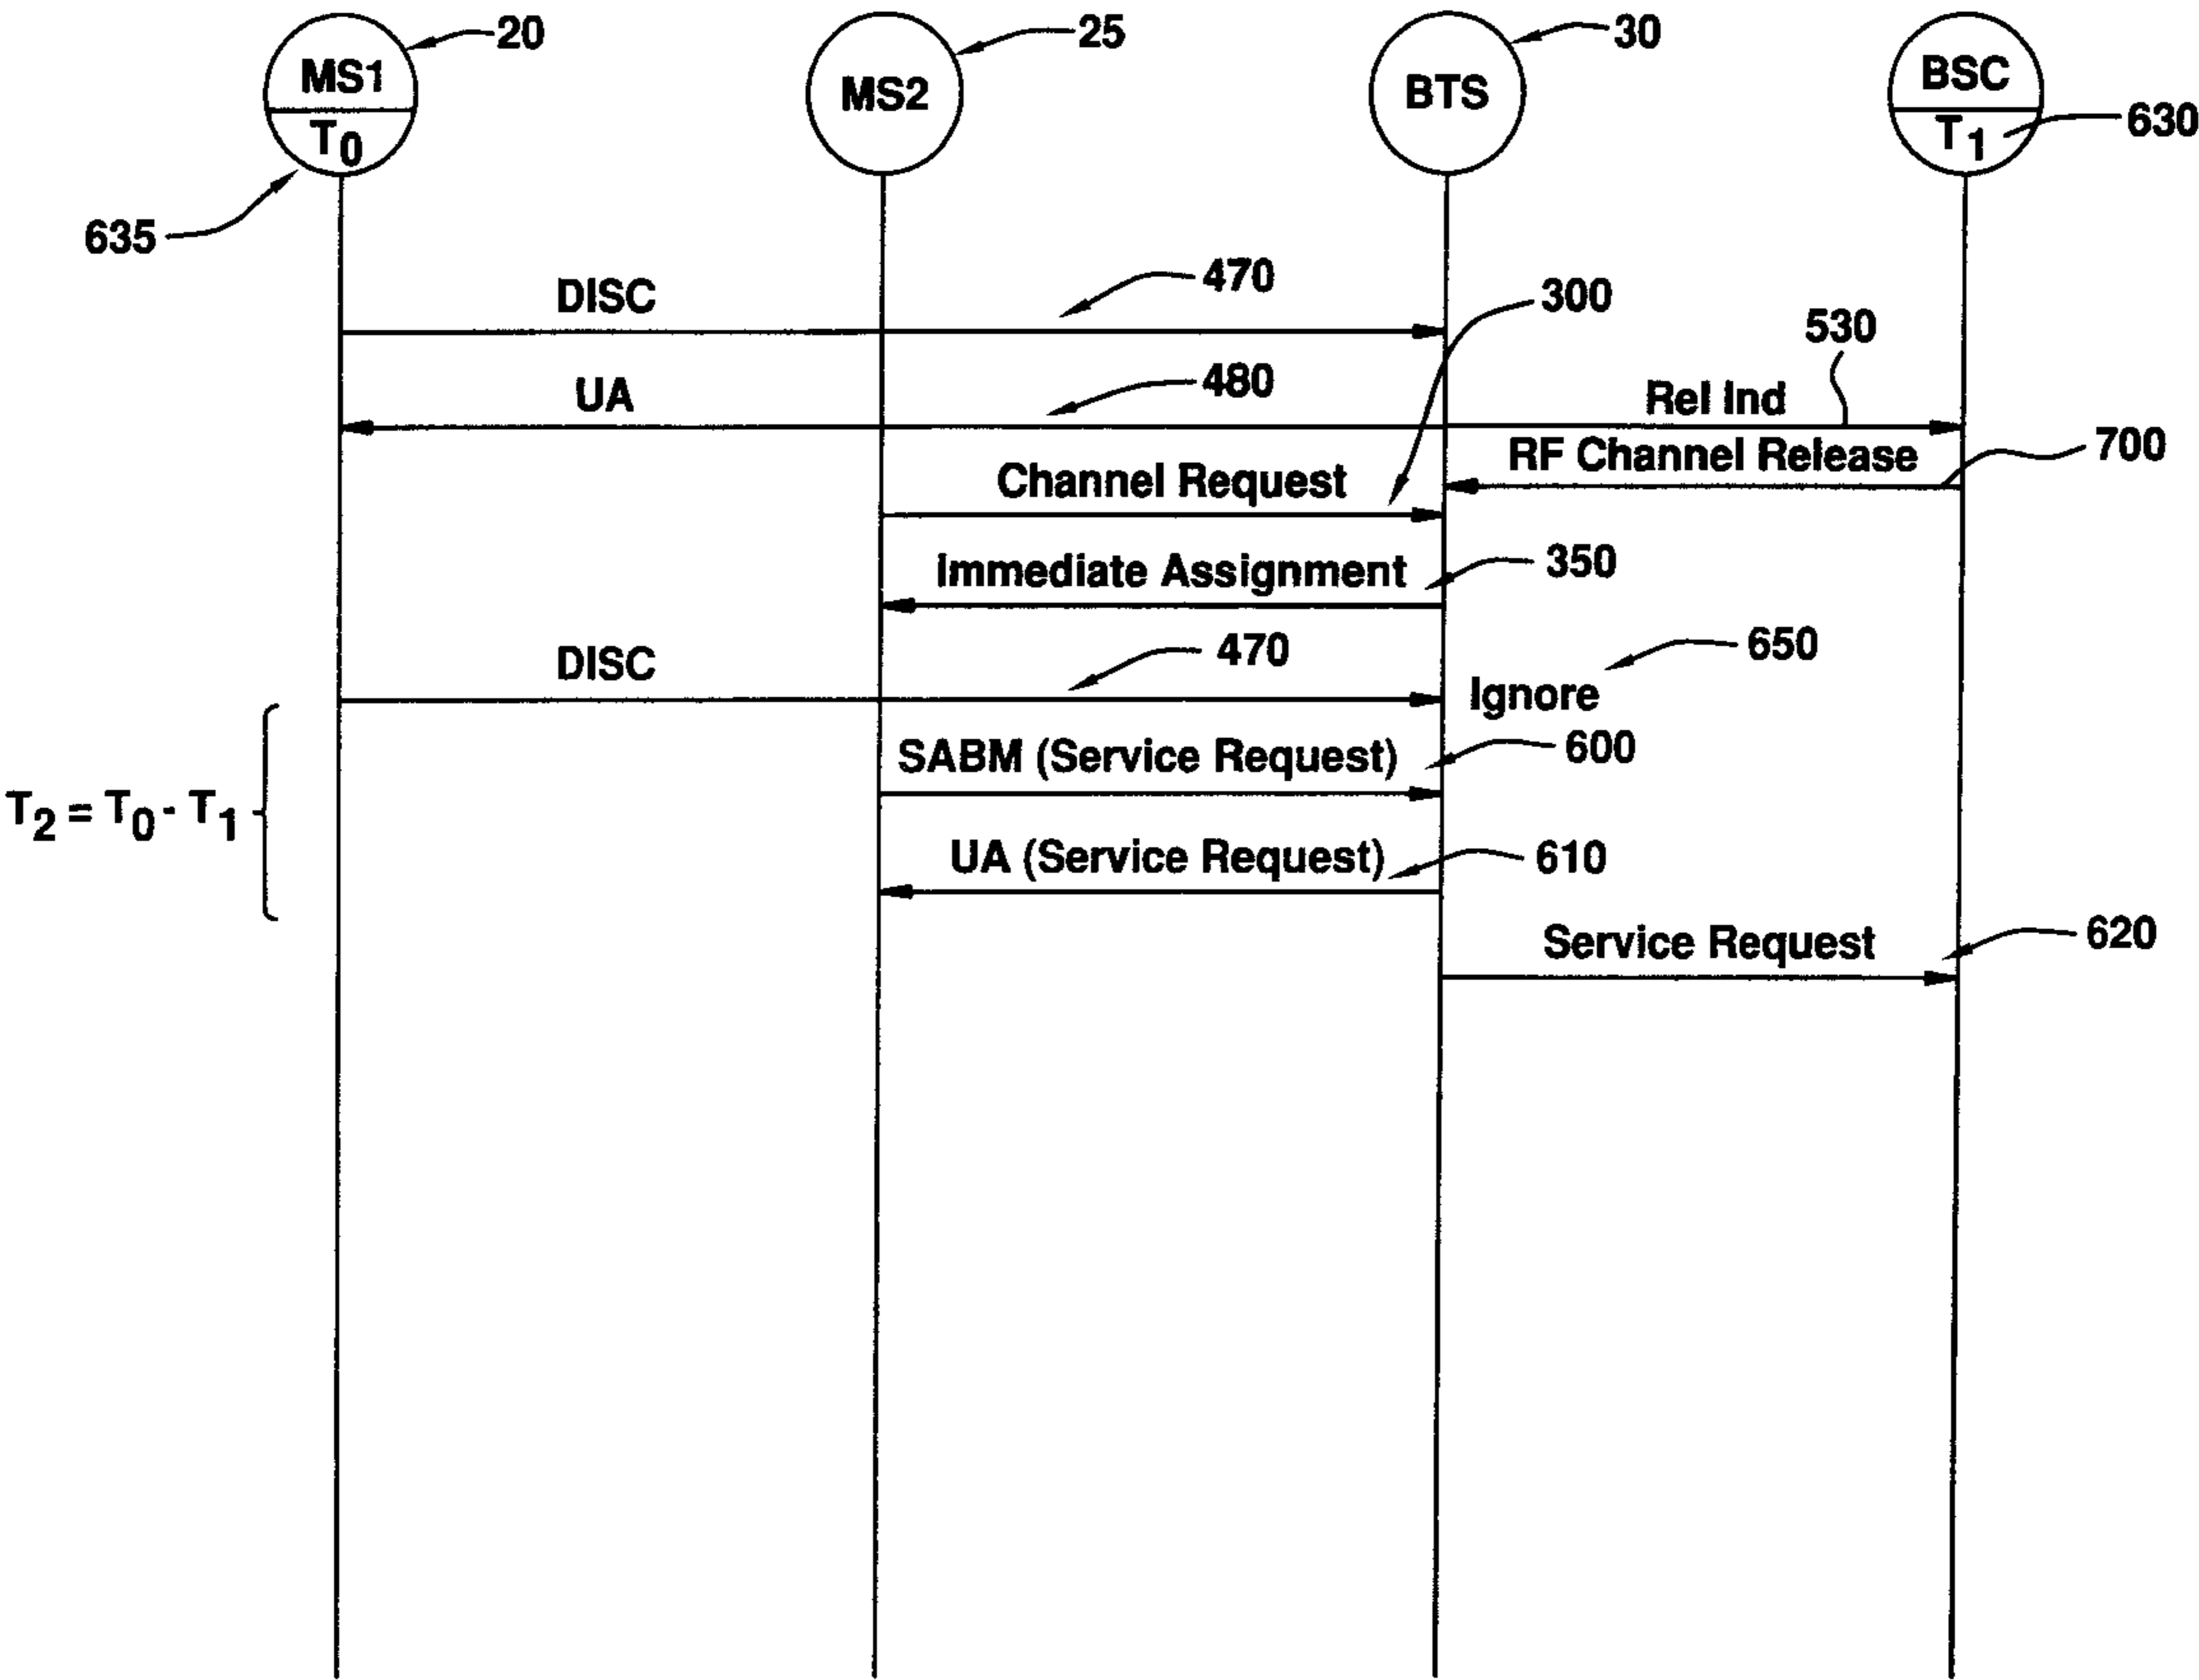 20
25
30
MS1
T0
MS2
BTS
BSC
T1
630
635
DISC
470
300
530
UA
480
Rel Ind
RF Channel Release
700
Channel Request
Immediate Assignment
350
DISC
470
650
Ignore
SABM (Service Request)
600
T2 = T0 - T1
UA (Service Request)
610
Service Request
620